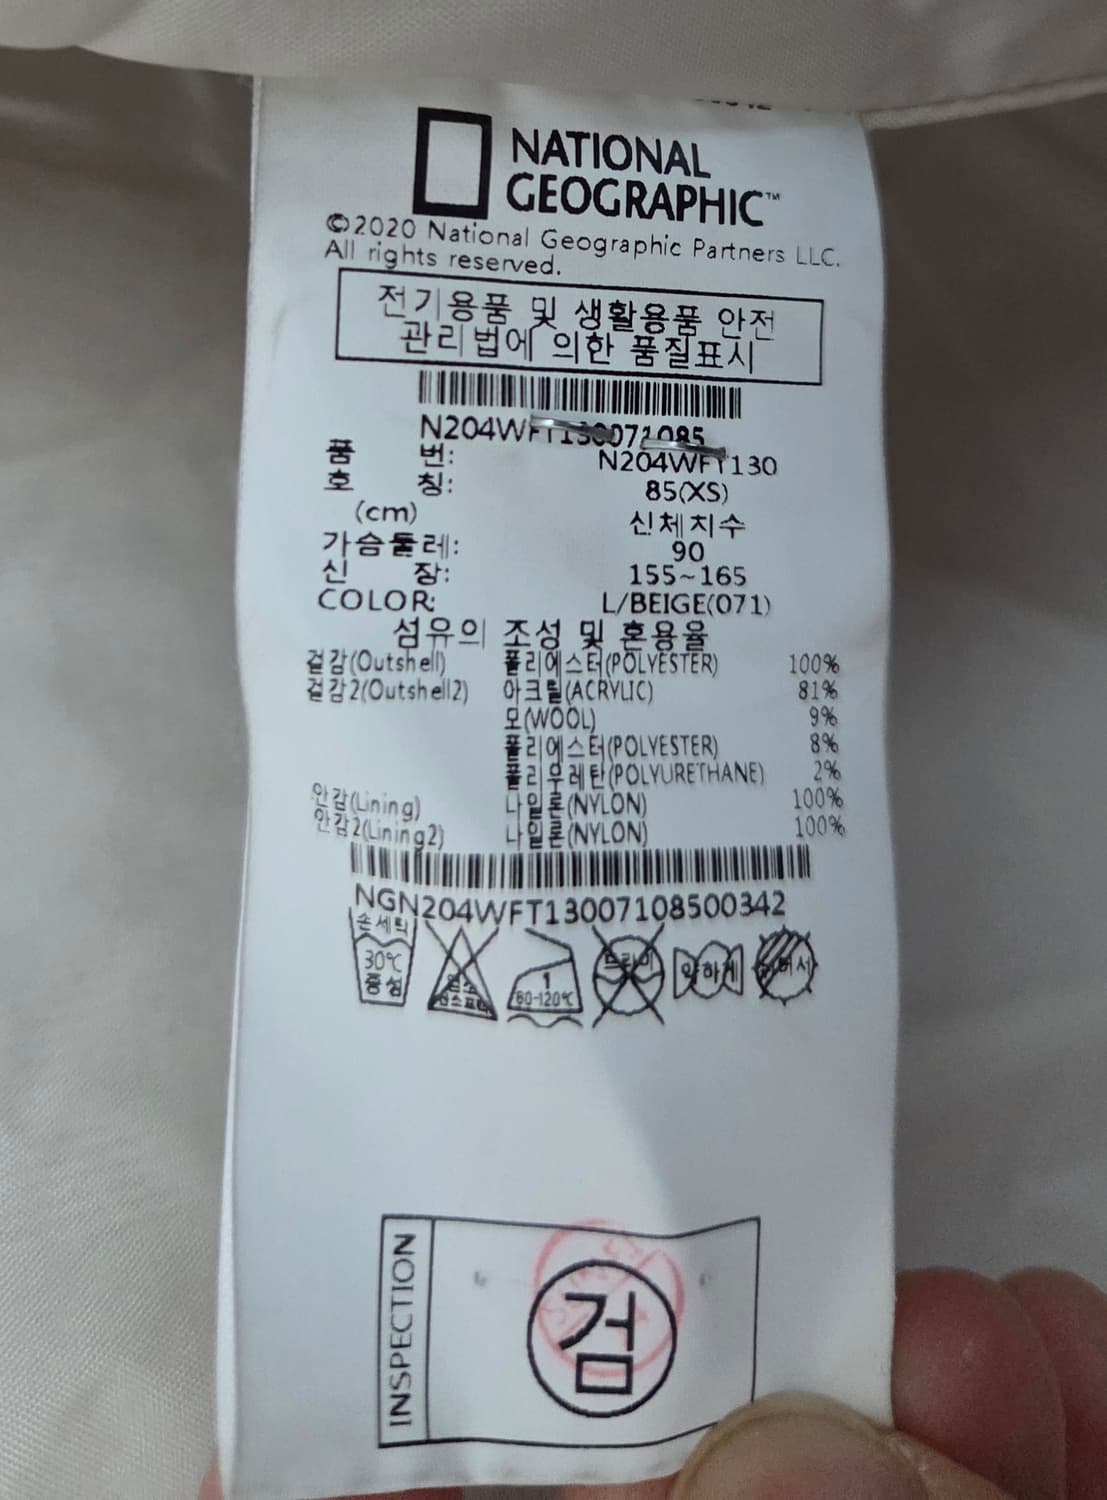 NATIONAL
GEOGRAPHIC™
©2020 National Geographic Partners LLC.
All rights reserved.
전기용품 및 생활용품 안전
관리법에 의한 품질표시
N204WFT130071085
품 번: N204WFT130
호 칭: 85(XS)
(cm) 신체치수
가슴둘레: 90
신 장: 155~165
COLOR: L/BEIGE(071)
섬유의 조성 및 혼용율
겉감(Outshell) 폴리에스터(POLYESTER) 100%
겉감2(Outshell2) 아크릴(ACRYLIC) 81%
모(WOOL) 9%
폴리에스터(POLYESTER) 8%
폴리우레탄(POLYURETHANE) 2%
안감(Lining) 나일론(NYLON) 100%
안감2(Lining2) 나일론(NYLON) 100%
NGN204WFT13007108500342
손세탁
30℃
중성
1
80-120℃
드라이
약하게
INSPECTION
검